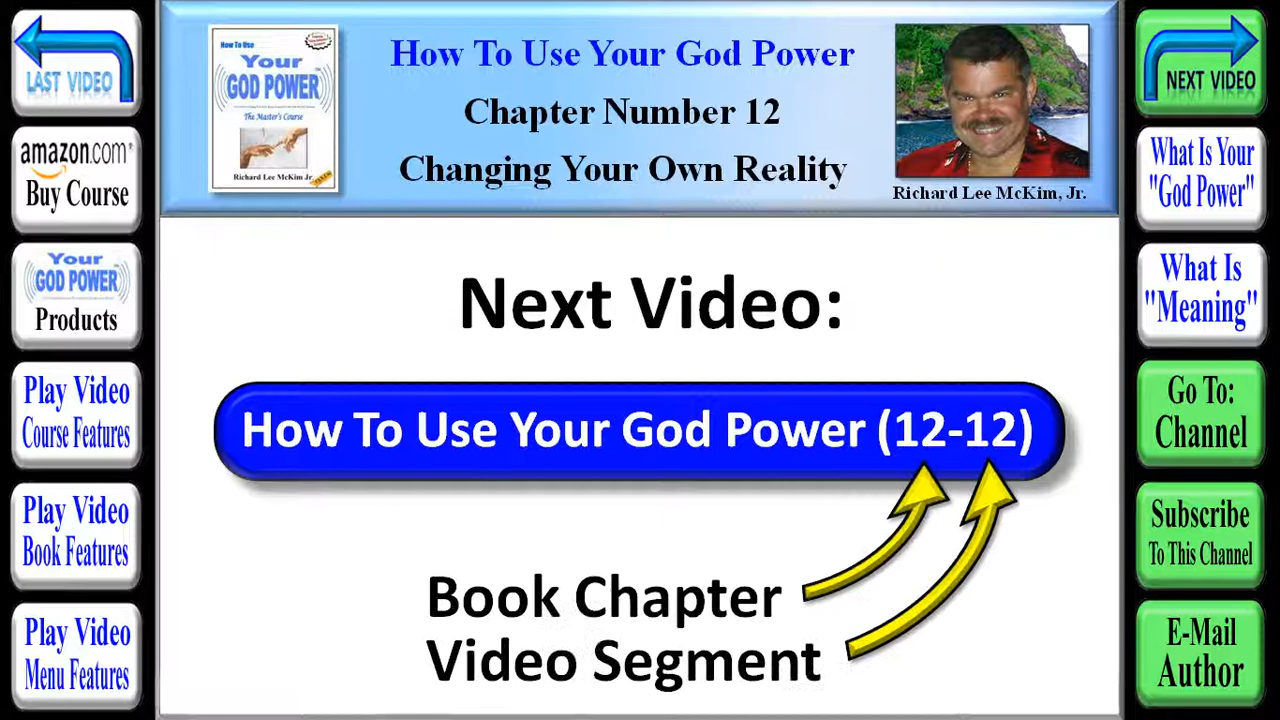 LAST VIDEO
amazon.com
Buy Course
Your
GOD POWER
Products
Play Video
Course Features
Play Video
Book Features
Play Video
Menu Features
How To Use
Your
GOD POWER
The Master's Course
Richard Lee McKim Jr.
How To Use Your God Power
Chapter Number 12
Changing Your Own Reality
Richard Lee McKim, Jr.
Next Video:
How To Use Your God Power (12-12)
Book Chapter
Video Segment
NEXT VIDEO
What Is Your
"God Power"
What Is
"Meaning"
Go To:
Channel
Subscribe
To This Channel
E-Mail
Author